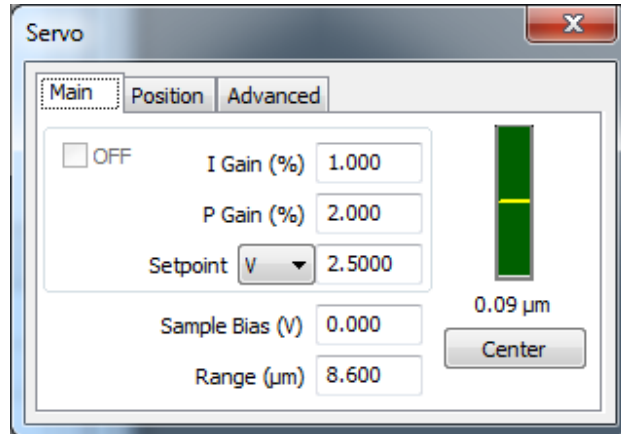 Servo
Main Position Advanced
OFF
I Gain (%) 1.000
P Gain (%) 2.000
Setpoint V 2.5000
Sample Bias (V) 0.000
Range (µm) 8.600
0.09 µm
Center